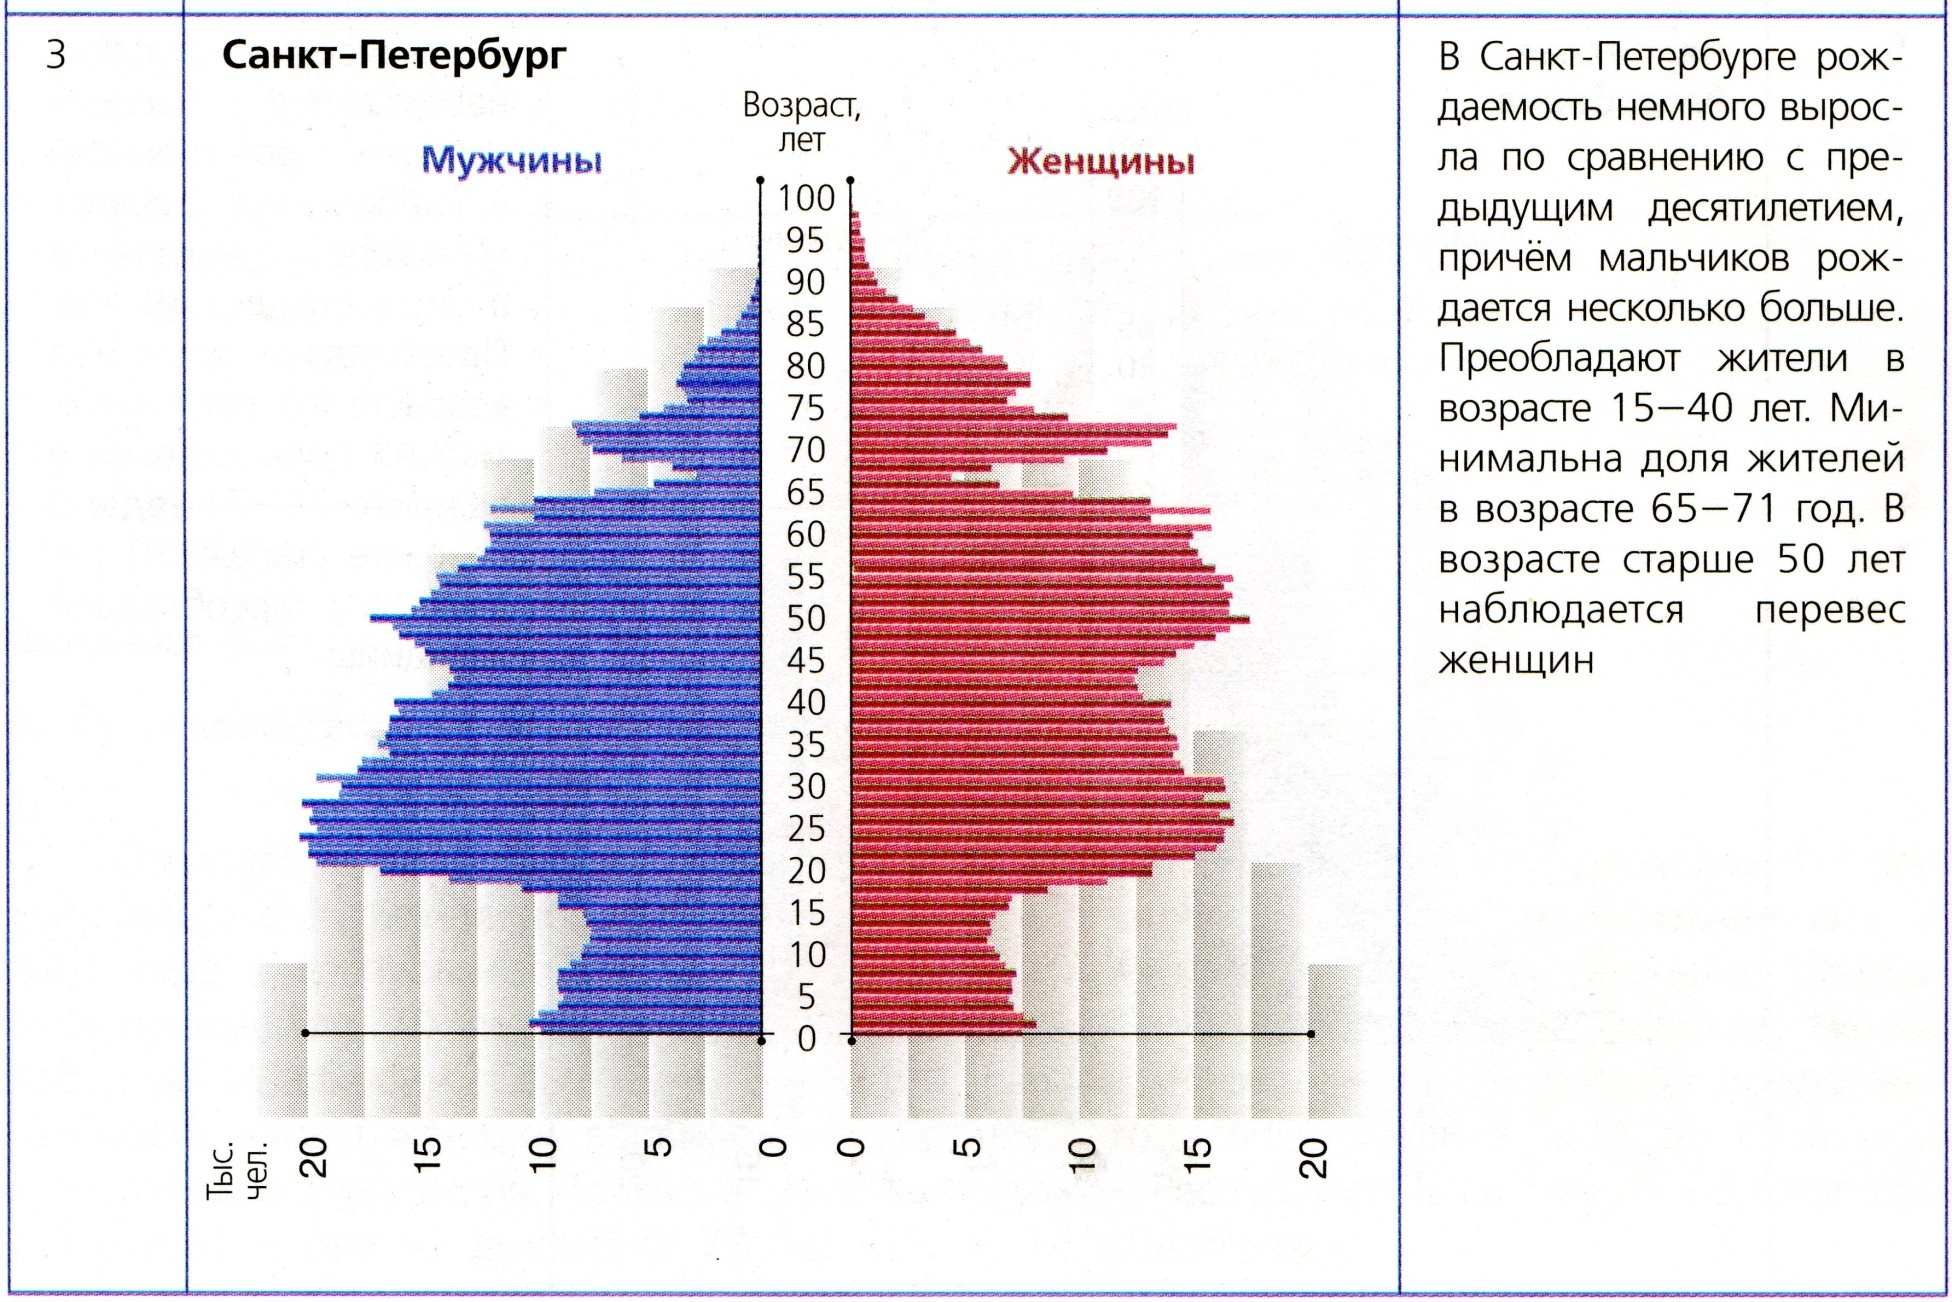 3
Санкт–Петербург
Возраст,
лет
Мужчины
Женщины
100
95
90
85
80
75
70
65
60
55
50
45
40
35
30
25
20
15
10
5
0
Тыс.
чел.
20
15
10
5
0
0
5
10
15
20
В Санкт-Петербурге рож-
даемость немного вырос-
ла по сравнению с пре-
дыдущим десятилетием,
причём мальчиков рож-
дается несколько больше.
Преобладают жители в
возрасте 15—40 лет. Ми-
нимальна доля жителей
в возрасте 65—71 год. В
возрасте старше 50 лет
наблюдается перевес
женщин